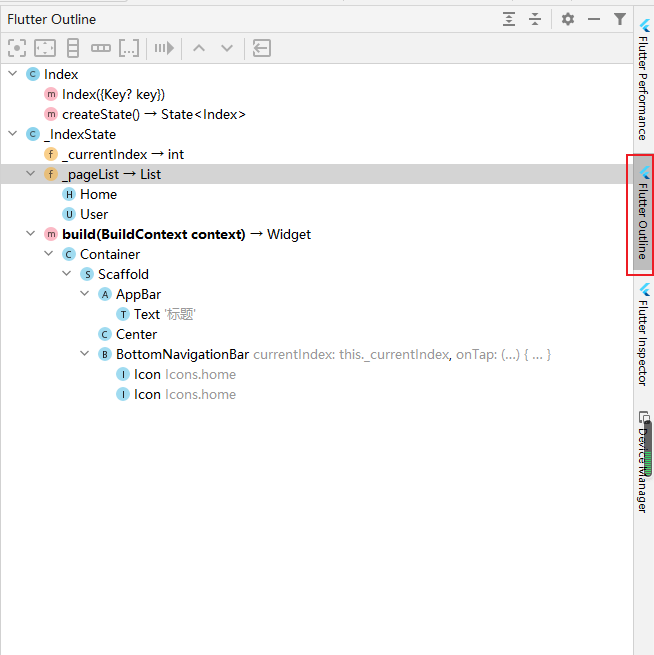 Flutter Outline
C Index
m Index({Key? key})
m createState() → State<Index>
C _IndexState
f _currentIndex → int
f _pageList → List
H Home
U User
m build(BuildContext context) → Widget
C Container
S Scaffold
A AppBar
T Text '标题'
C Center
B BottomNavigationBar currentIndex: this._currentIndex, onTap: (...) { ... }
I Icon Icons.home
I Icon Icons.home
Flutter Performance
Flutter Outline
Flutter Inspector
Device Manager